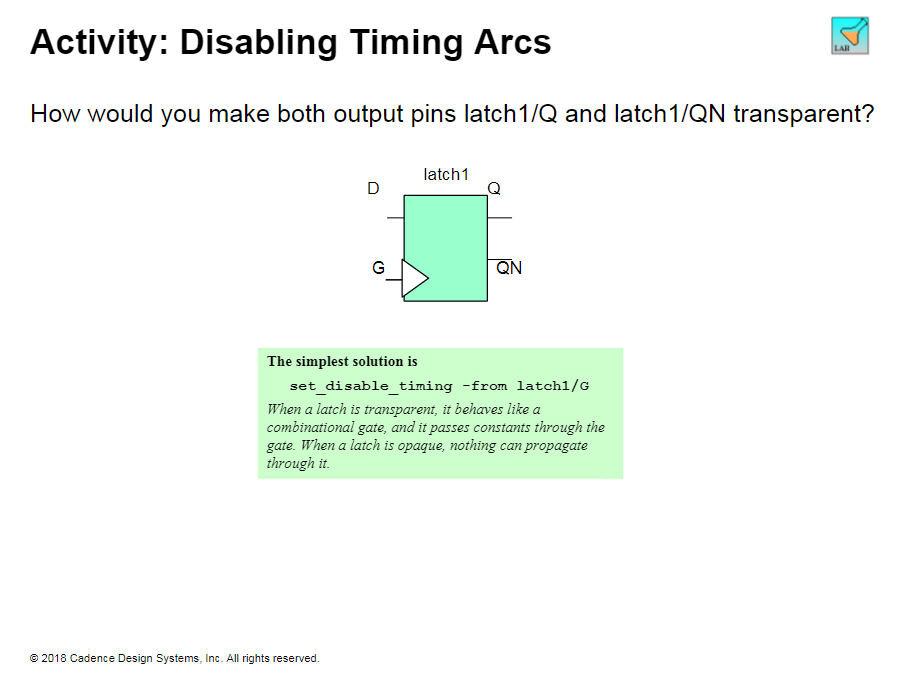 Activity: Disabling Timing Arcs
LAB
How would you make both output pins latch1/Q and latch1/QN transparent?
latch1
D
Q
G
QN
The simplest solution is
set_disable_timing -from latch1/G
When a latch is transparent, it behaves like a
combinational gate, and it passes constants through the
gate. When a latch is opaque, nothing can propagate
through it.
© 2018 Cadence Design Systems, Inc. All rights reserved.